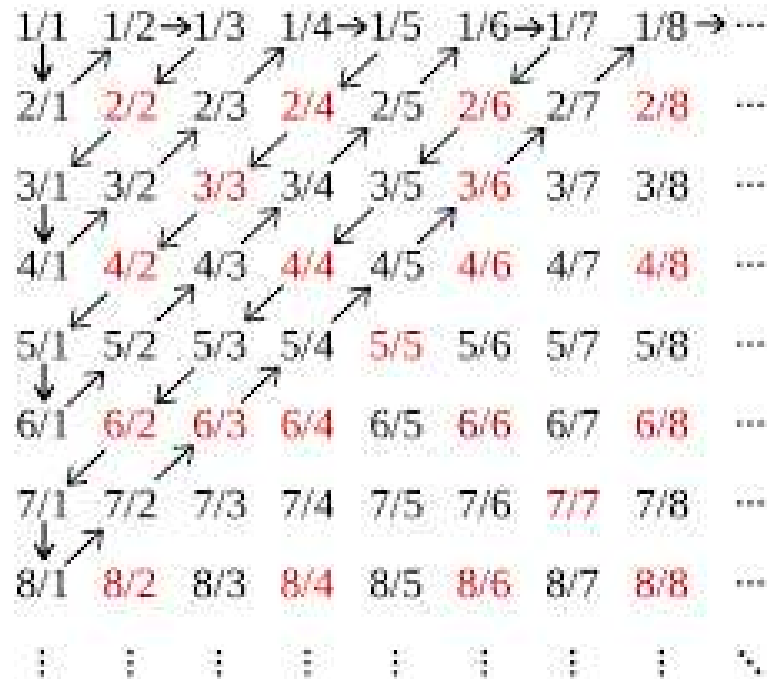 1/1 1/2→1/3 1/4→1/5 1/6→1/7 1/8→ ···
2/1 2/2 2/3 2/4 2/5 2/6 2/7 2/8 ···
3/1 3/2 3/3 3/4 3/5 3/6 3/7 3/8 ···
4/1 4/2 4/3 4/4 4/5 4/6 4/7 4/8 ···
5/1 5/2 5/3 5/4 5/5 5/6 5/7 5/8 ···
6/1 6/2 6/3 6/4 6/5 6/6 6/7 6/8 ···
7/1 7/2 7/3 7/4 7/5 7/6 7/7 7/8 ···
8/1 8/2 8/3 8/4 8/5 8/6 8/7 8/8 ···
⋮ ⋮ ⋮ ⋮ ⋮ ⋮ ⋮ ⋮ ⋱